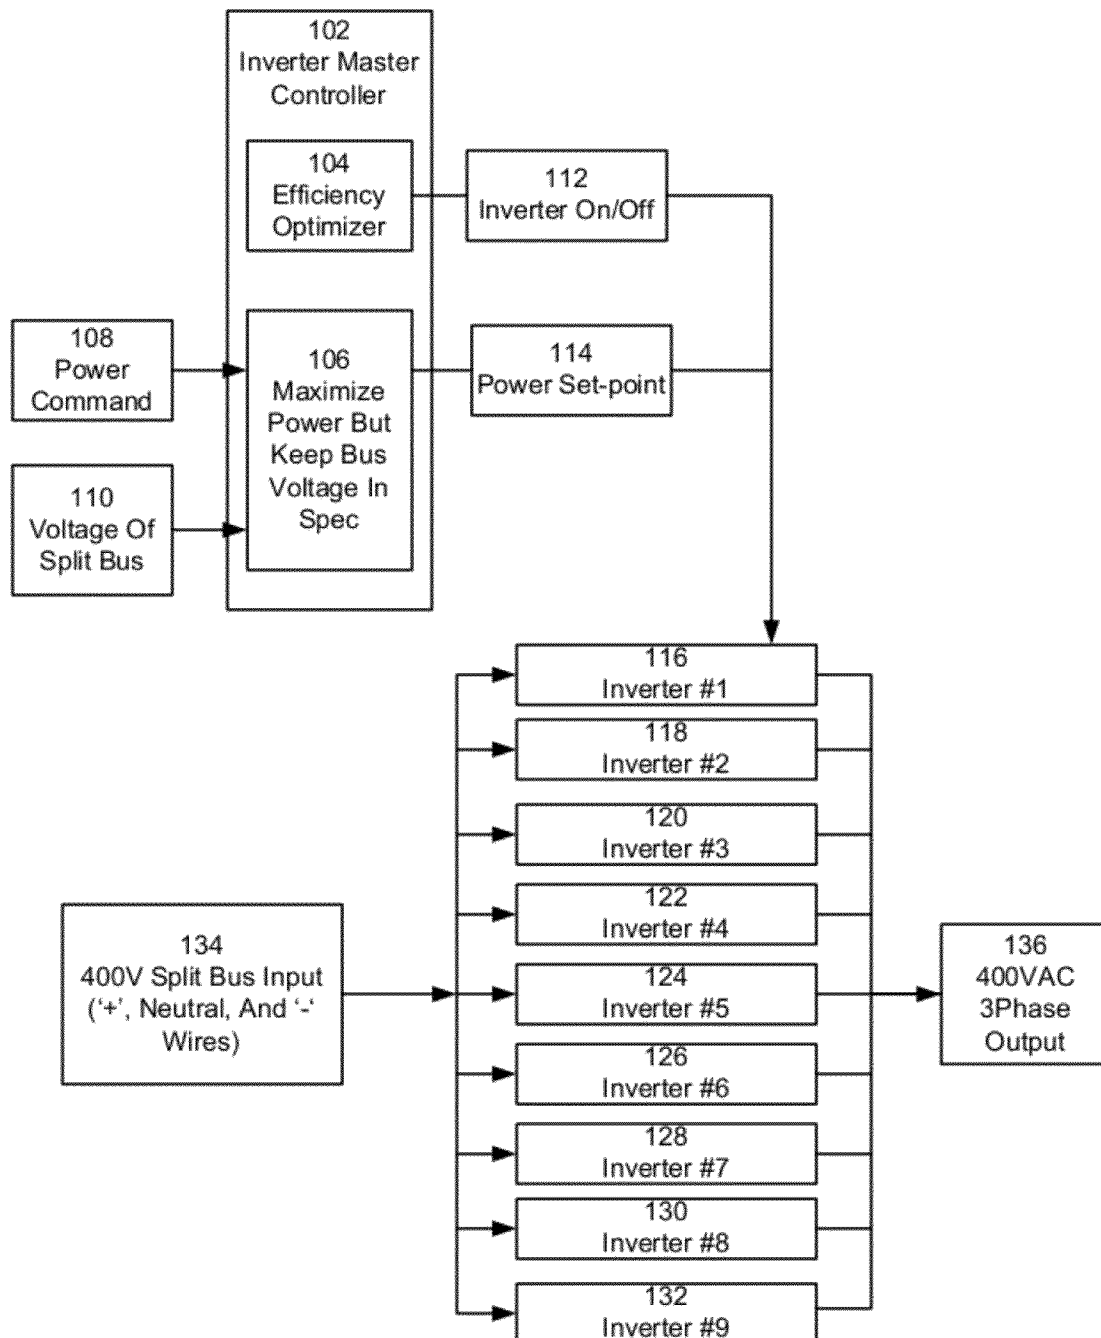 102
Inverter Master
Controller
104
Efficiency
Optimizer
112
Inverter On/Off
108
Power
Command
106
Maximize
Power But
Keep Bus
Voltage In
Spec
114
Power Set-point
110
Voltage Of
Split Bus
116
Inverter #1
118
Inverter #2
120
Inverter #3
122
Inverter #4
134
400V Split Bus Input
(‘+’, Neutral, And ‘-‘
Wires)
124
Inverter #5
136
400VAC
3Phase
Output
126
Inverter #6
128
Inverter #7
130
Inverter #8
132
Inverter #9